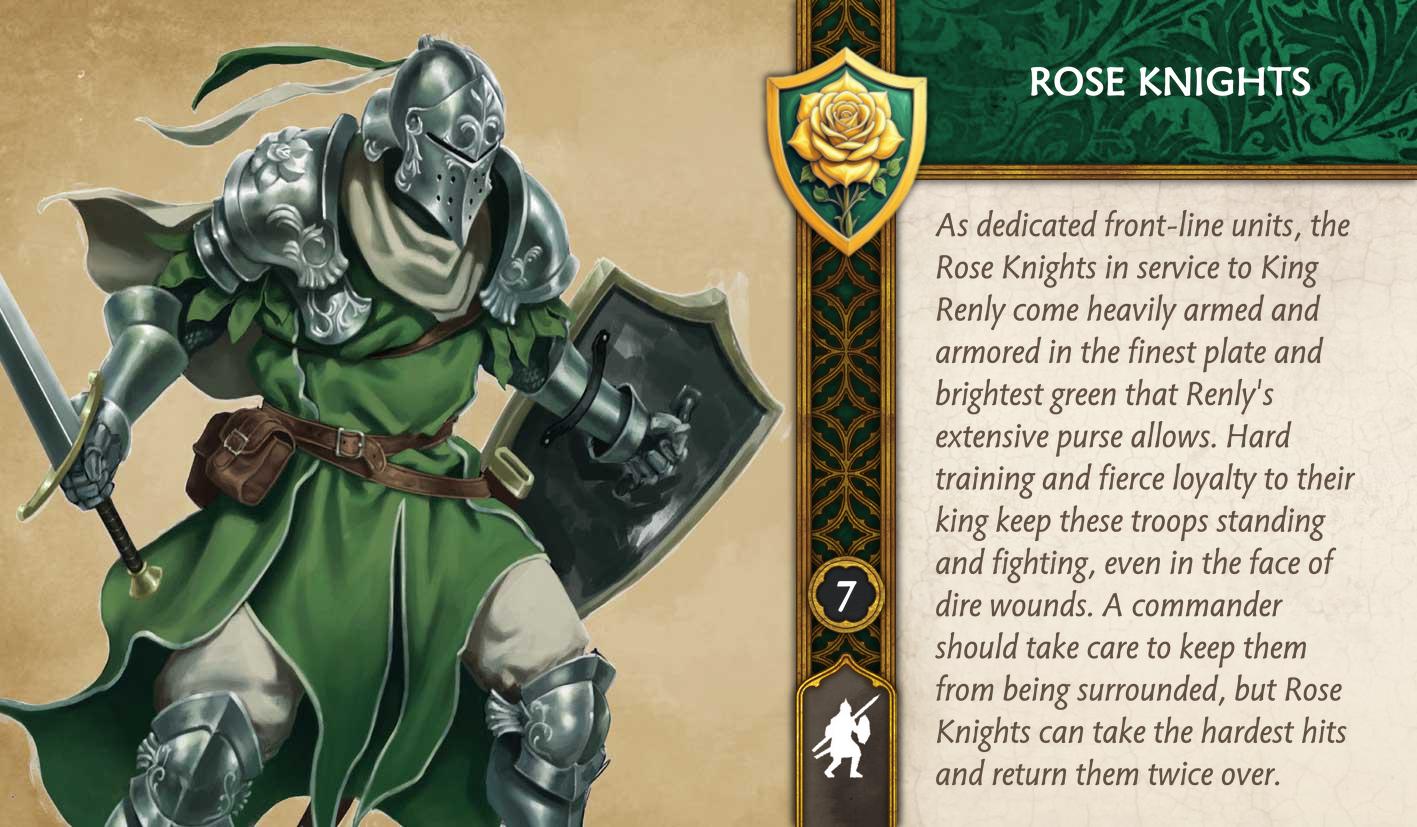 ROSE KNIGHTS
As dedicated front-line units, the
Rose Knights in service to King
Renly come heavily armed and
armored in the finest plate and
brightest green that Renly's
extensive purse allows. Hard
training and fierce loyalty to their
king keep these troops standing
and fighting, even in the face of
dire wounds. A commander
should take care to keep them
from being surrounded, but Rose
Knights can take the hardest hits
and return them twice over.
7